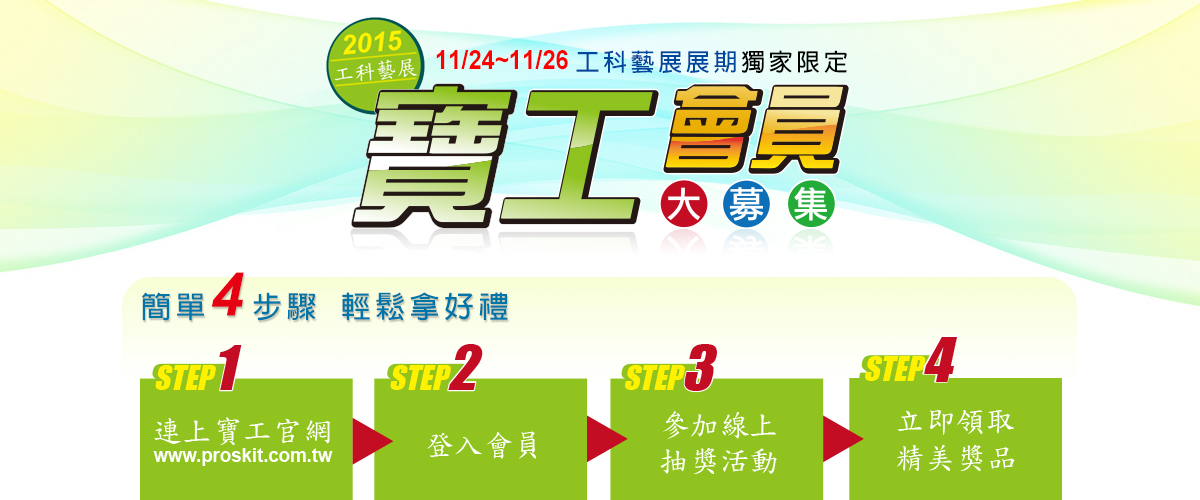 2015
工科藝展
11/24~11/26 工科藝展展期獨家限定
寶工會員
大募集
簡單4步驟 輕鬆拿好禮
STEP1
連上寶工官網
www.proskit.com.tw
STEP2
登入會員
STEP3
參加線上
抽獎活動
STEP4
立即領取
精美獎品